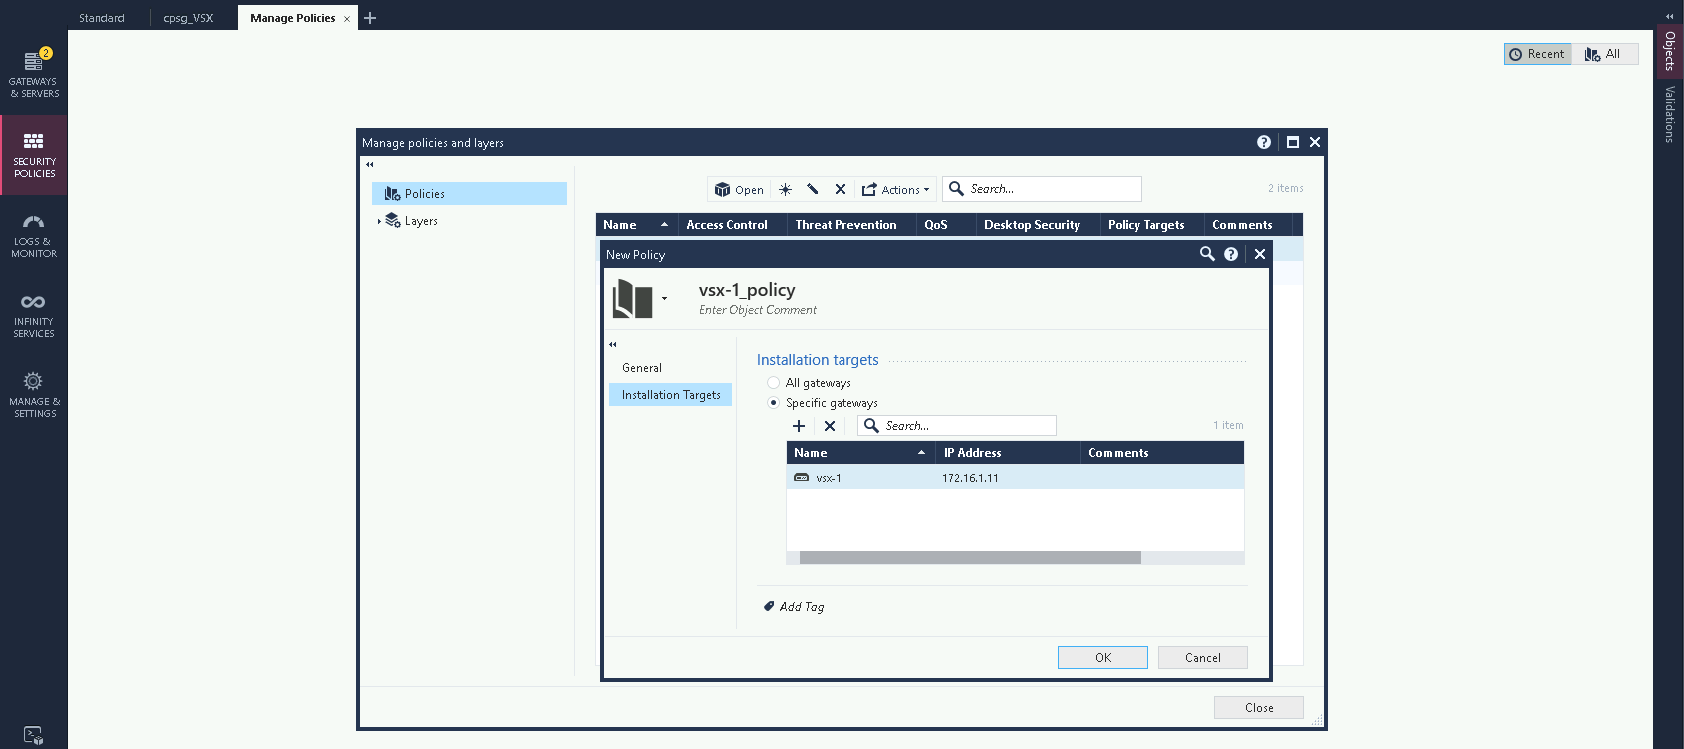 Standard
cpsg_VSX
Manage Policies
2
GATEWAYS
& SERVERS
SECURITY
POLICIES
LOGS &
MONITOR
INFINITY
SERVICES
MANAGE &
SETTINGS
Recent
All
Objects
Validations
Manage policies and layers
Policies
Layers
Open
Actions
Search...
2 items
Name Access Control Threat Prevention QoS Desktop Security Policy Targets Comments
New Policy
vsx-1_policy
Enter Object Comment
General
Installation Targets
Installation targets
All gateways
Specific gateways
Search...
1 item
Name IP Address Comments
vsx-1 172.16.1.11
Add Tag
OK
Cancel
Close